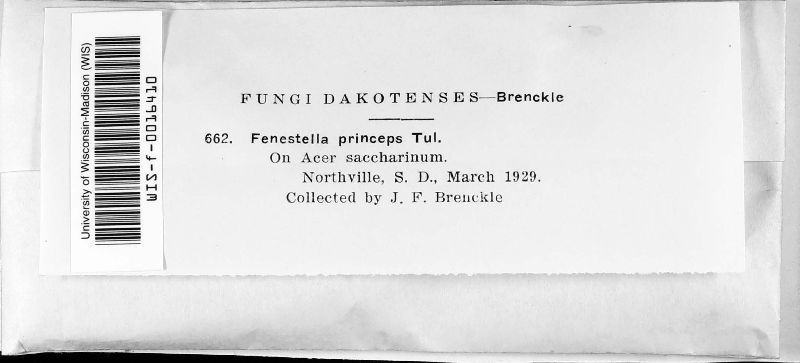 FUNGI DAKOTENSES—Brenckle
662. Fenestella princeps Tul.
On Acer saccharinum.
Northville, S. D., March 1929.
Collected by J. F. Brenckle
University of Wisconsin-Madison (WIS)
WIS-f-0016410